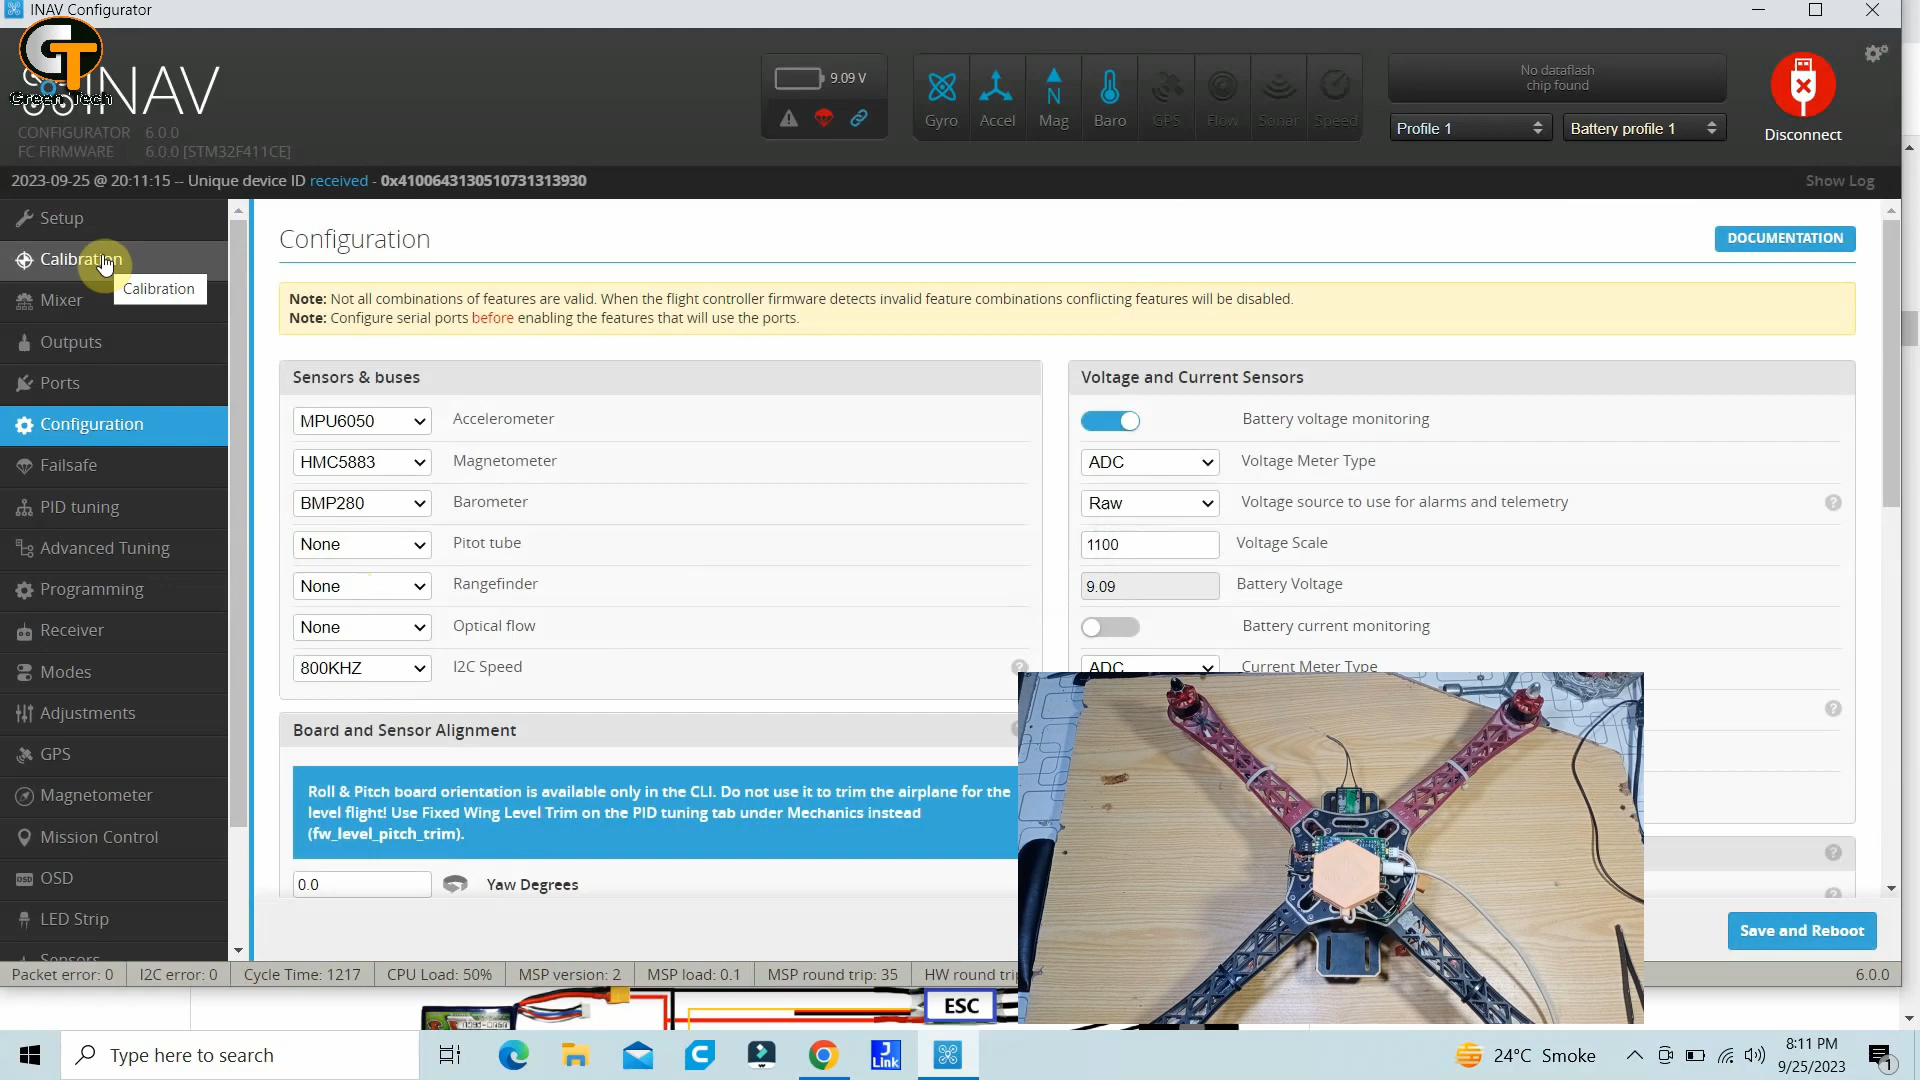 INAV Configurator
GT
Green Tech
INAV
CONFIGURATOR 6.0.0
FC FIRMWARE 6.0.0 [STM32F411CE]
9.09 V
Gyro
Accel
N
Mag
Baro
GPS
Flow
Sonar
Speed
No dataflash
chip found
Profile 1
Battery profile 1
Disconnect
2023-09-25 @ 20:11:15 -- Unique device ID received - 0x4100643130510731313930
Show Log
Setup
Calibration
Calibration
Mixer
Outputs
Ports
Configuration
Failsafe
PID tuning
Advanced Tuning
Programming
Receiver
Modes
Adjustments
GPS
Magnetometer
Mission Control
OSD
LED Strip
Sensors
Configuration
DOCUMENTATION
Note: Not all combinations of features are valid. When the flight controller firmware detects invalid feature combinations conflicting features will be disabled.
Note: Configure serial ports before enabling the features that will use the ports.
Sensors & buses
MPU6050 Accelerometer
HMC5883 Magnetometer
BMP280 Barometer
None Pitot tube
None Rangefinder
None Optical flow
800KHZ I2C Speed
Voltage and Current Sensors
Battery voltage monitoring
ADC Voltage Meter Type
Raw Voltage source to use for alarms and telemetry
1100 Voltage Scale
9.09 Battery Voltage
Battery current monitoring
ADC Current Meter Type
Board and Sensor Alignment
Roll & Pitch board orientation is available only in the CLI. Do not use it to trim the airplane for the
level flight! Use Fixed Wing Level Trim on the PID tuning tab under Mechanics instead
(fw_level_pitch_trim).
0.0 Yaw Degrees
Save and Reboot
Packet error: 0
I2C error: 0
Cycle Time: 1217
CPU Load: 50%
MSP version: 2
MSP load: 0.1
MSP round trip: 35
HW round
6.0.0
ESC
Type here to search
J
Link
24°C Smoke
8:11 PM
9/25/2023
1